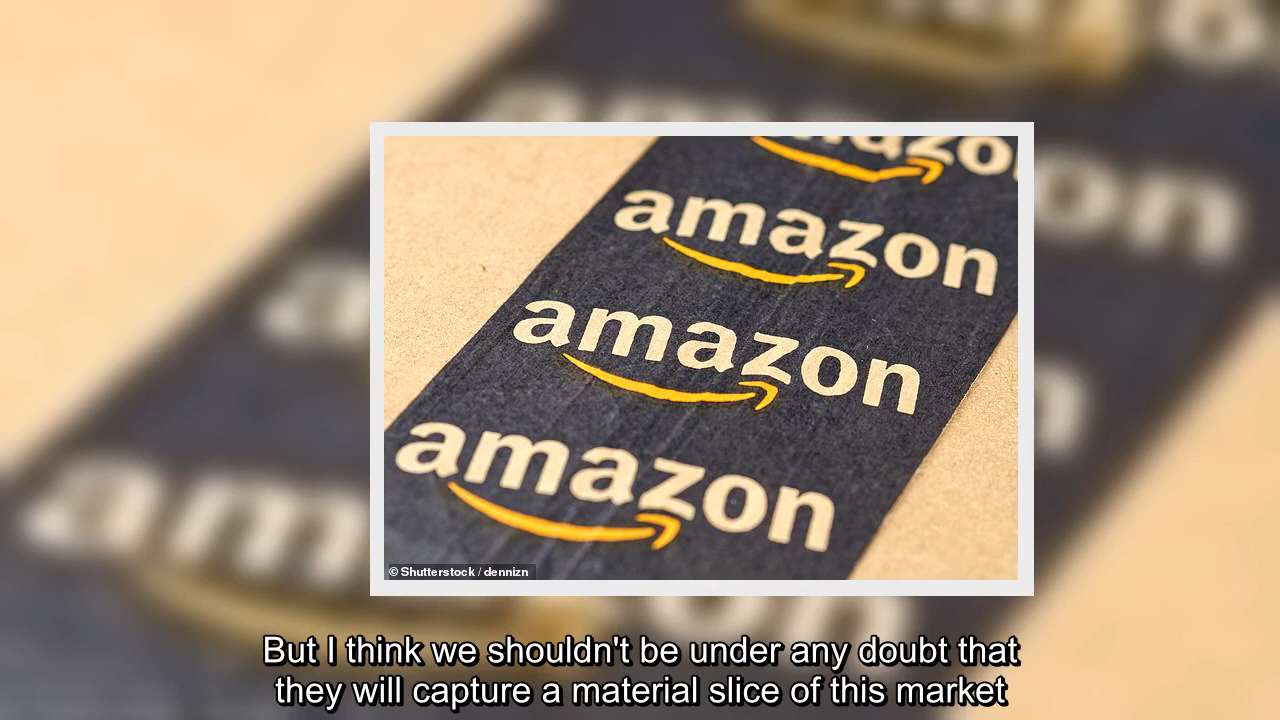 amazon
amazon
amazon
amazon
© Shutterstock / dennizn
But I think we shouldn't be under any doubt that
they will capture a material slice of this market